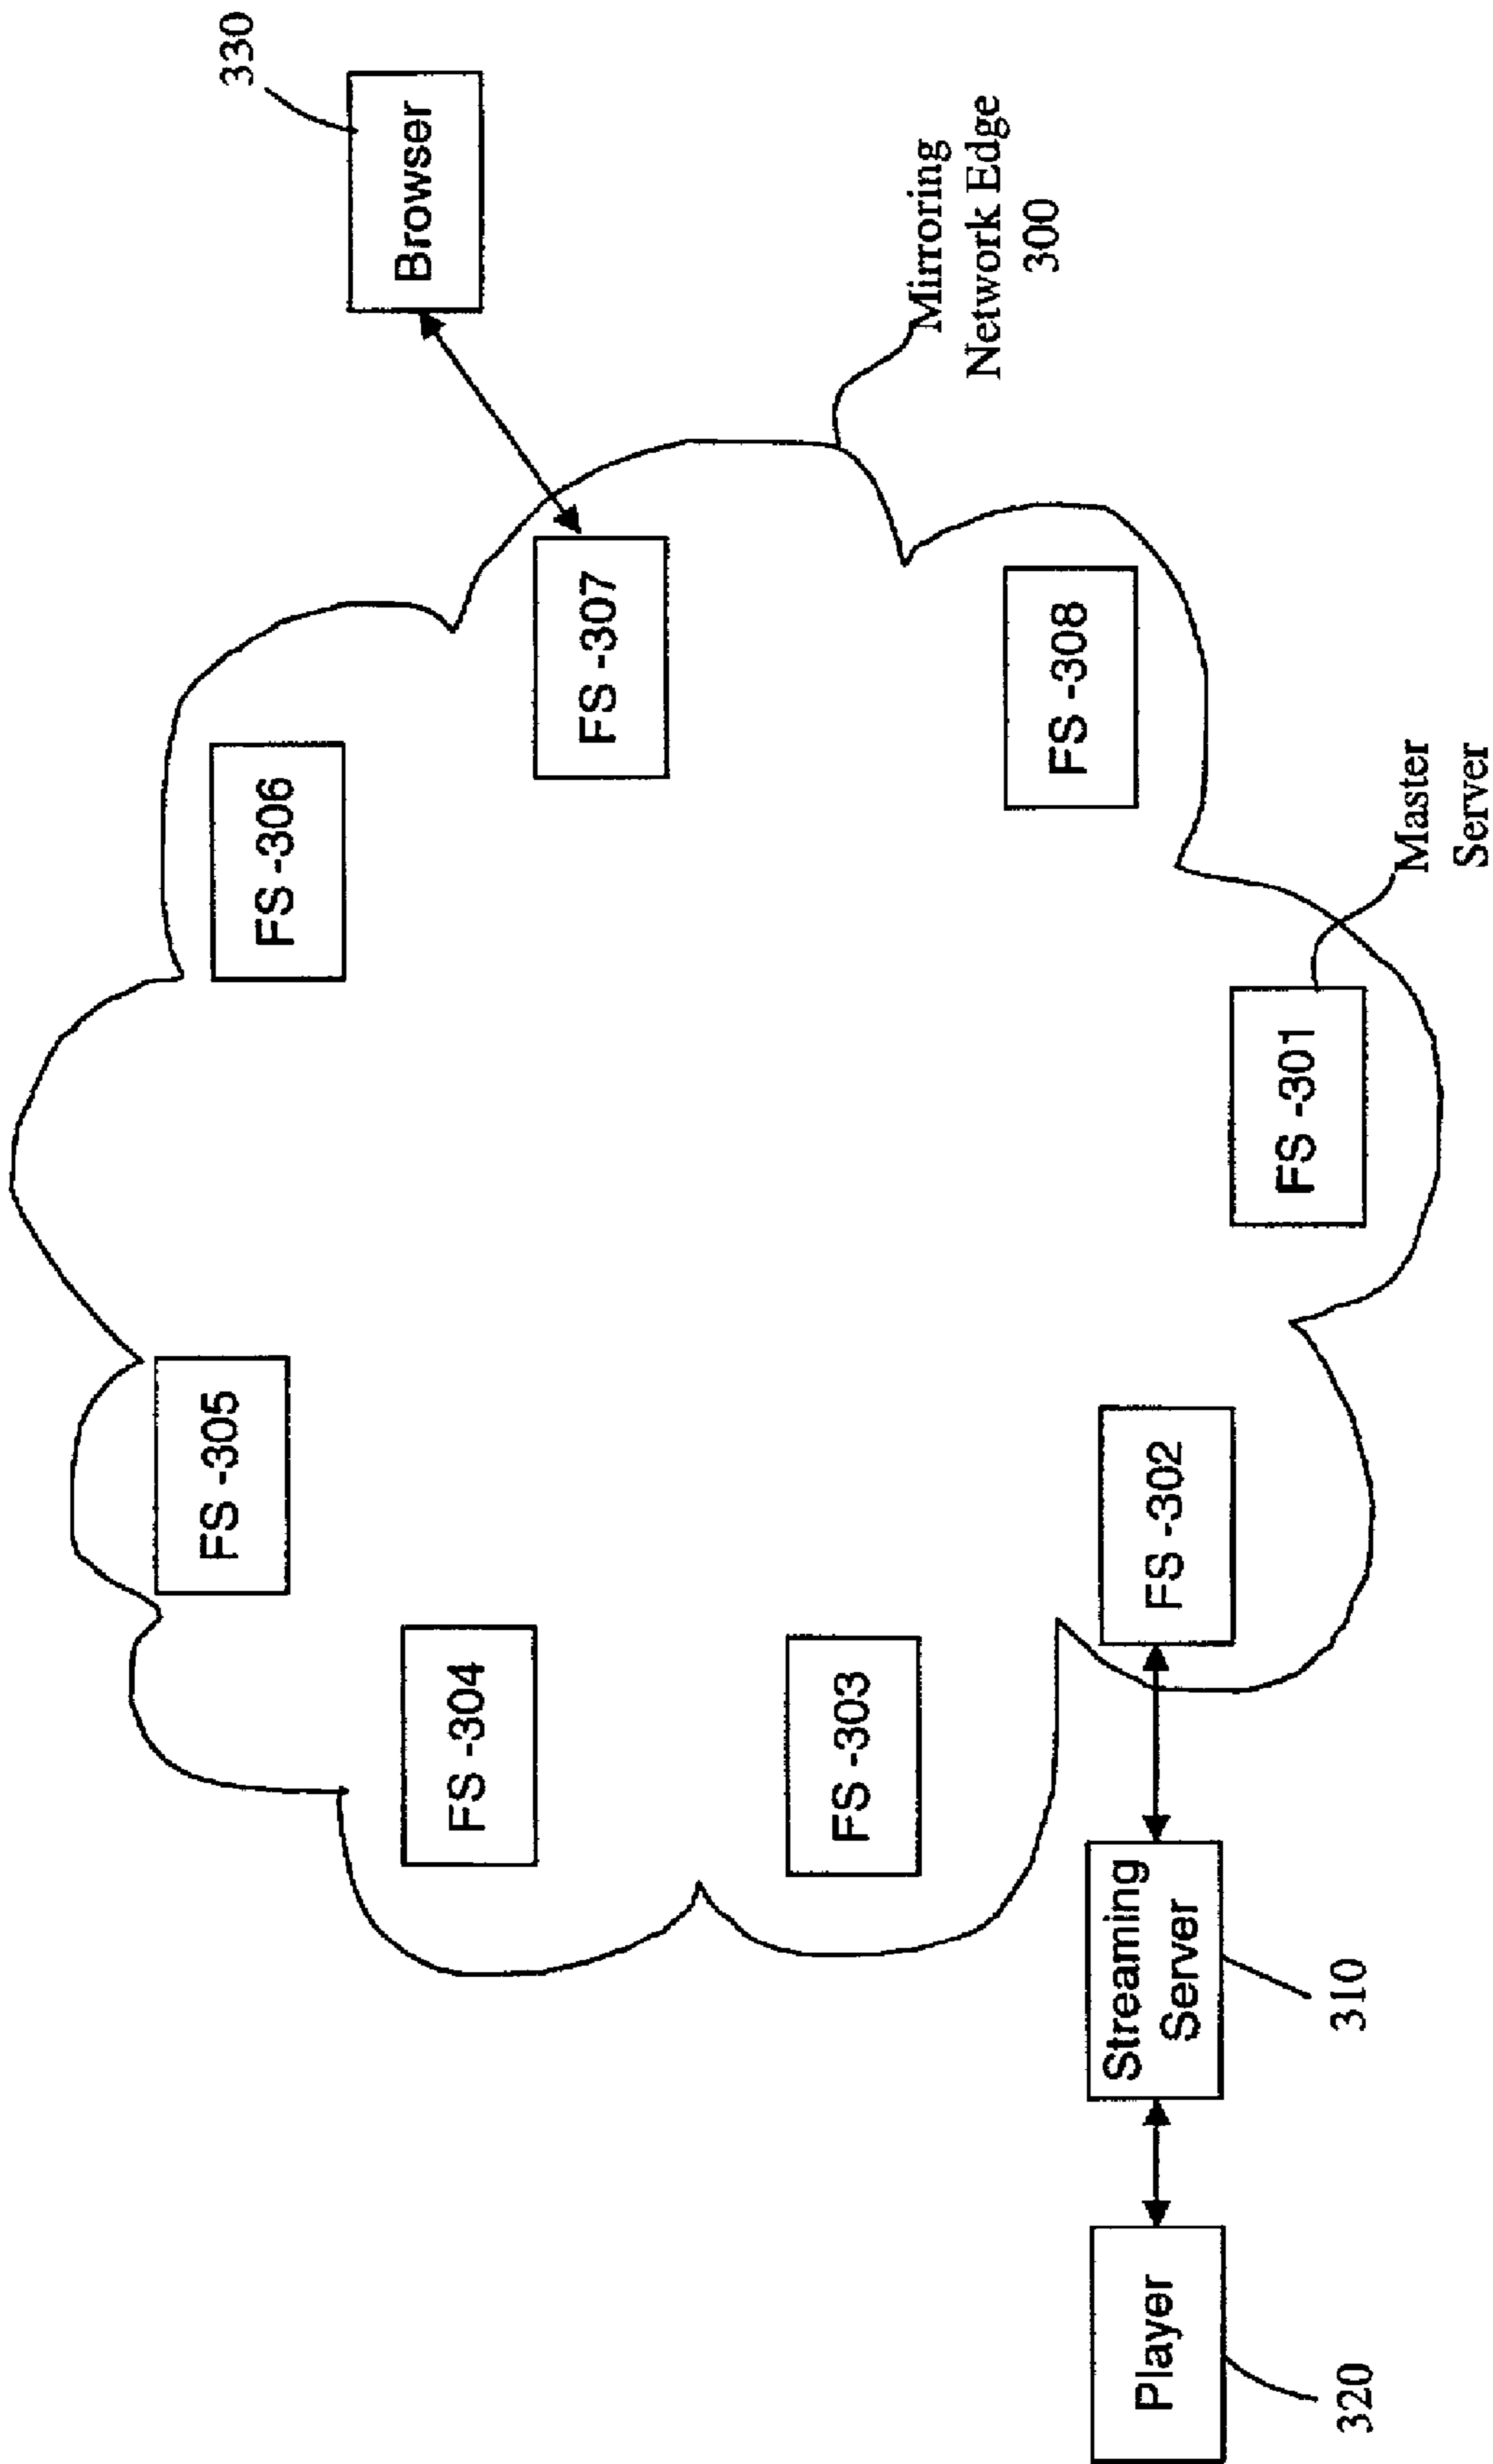 FS -305
FS -306
FS -304
FS -307
Browser
330
FS -303
Mirroring
Network Edge
300
FS -308
Player
320
Streaming
Server
310
FS -302
FS -301
Master
Server